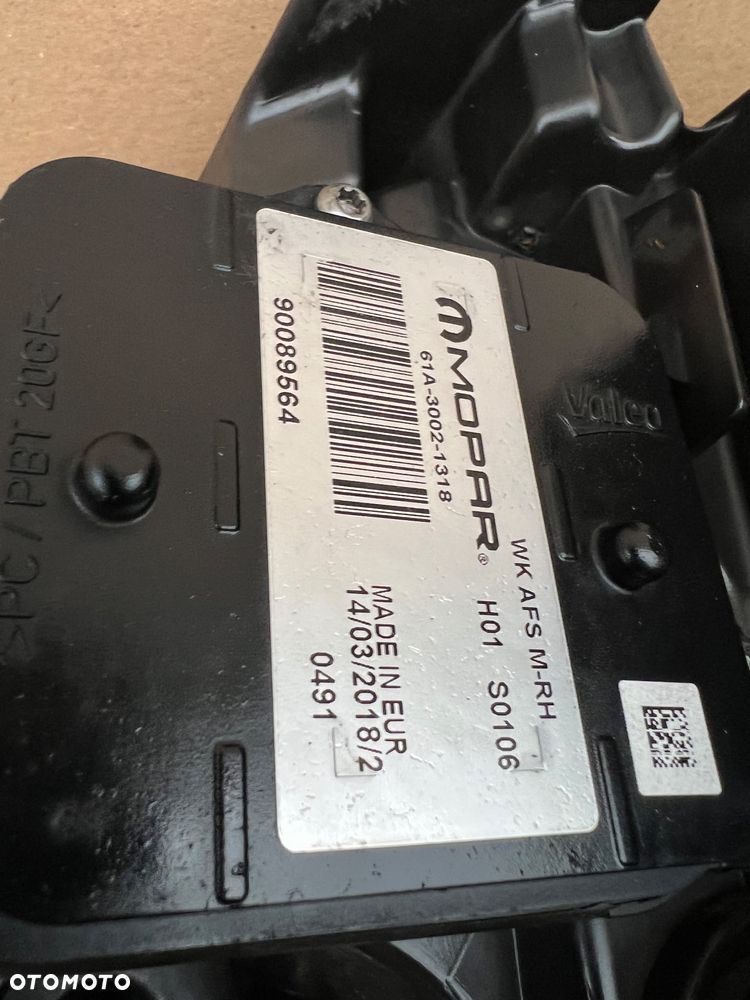 MOPAR®
61A-3002-1318
90089564
WK AFS M-RH
H01 S0106
MADE IN EUR
14/03/2018/2
0491
Valeo
>PC / PBT 20GF<
OTOMOTO
OTOMOTO